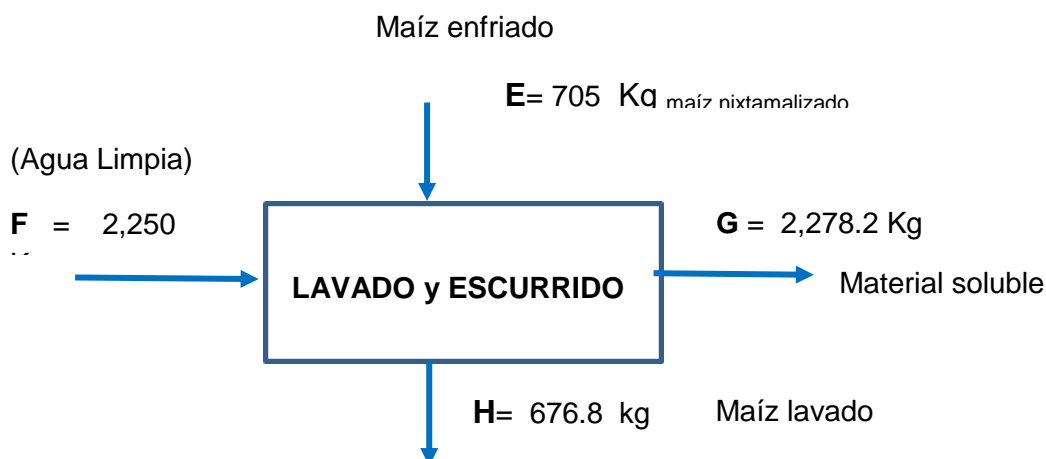 Maíz enfriado
E= 705 Kg maíz nixtamalizado
(Agua Limpia)
F = 2,250
G = 2,278.2 Kg
LAVADO y ESCURRIDO
Material soluble
H= 676.8 kg Maíz lavado